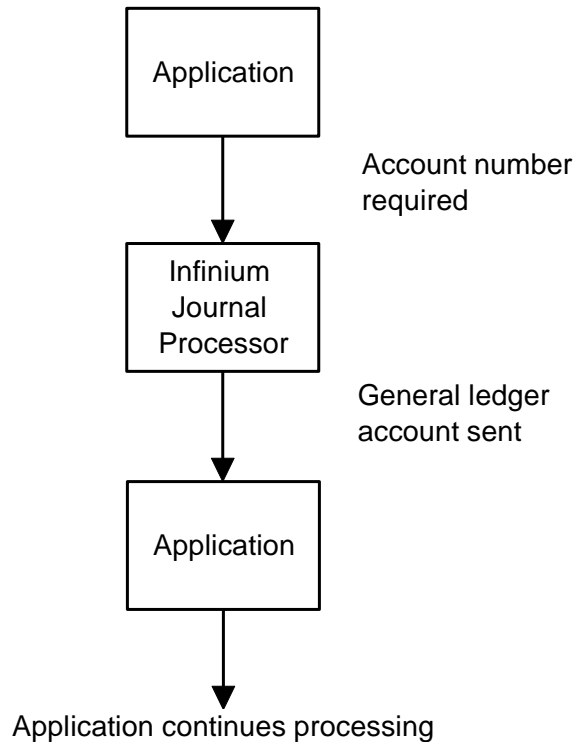 Application
Account number
required
Infinium
Journal
Processor
General ledger
account sent
Application
Application continues processing